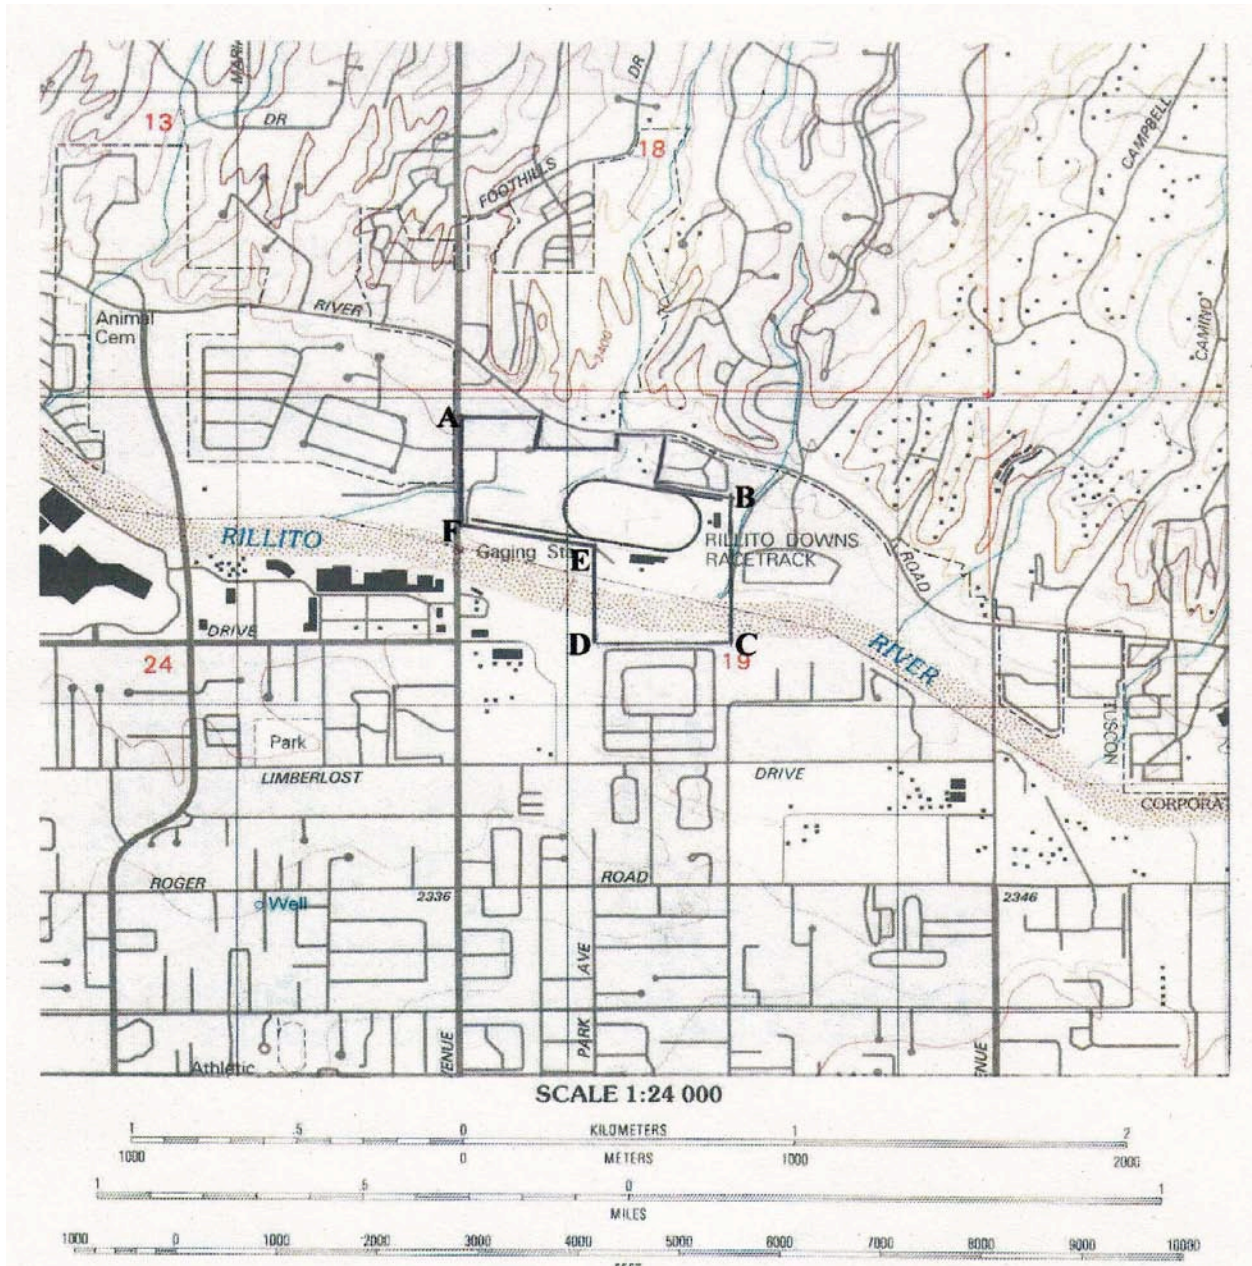 DR
13
DR
18
FOOTHILLS
CAMPBELL
RIVER
Animal
Cem
2400
CAMINO
A
B
RILLITO
F
Gaging Sta
E
RILLITO DOWNS
RACETRACK
ROAD
DRIVE
D
C
24
19
RIVER
Park
TUSCON
LIMBERLOST
DRIVE
CORPORA
ROGER
ROAD
2336
2346
Well
AVE
PARK
VENUE
ENUE
Athletic
SCALE 1:24 000
1 .5 0 KILOMETERS 1 2
1000 0 METERS 1000 2000
1 .5 0 1
MILES
1000 0 1000 2000 3000 4000 5000 6000 7000 8000 9000 10000